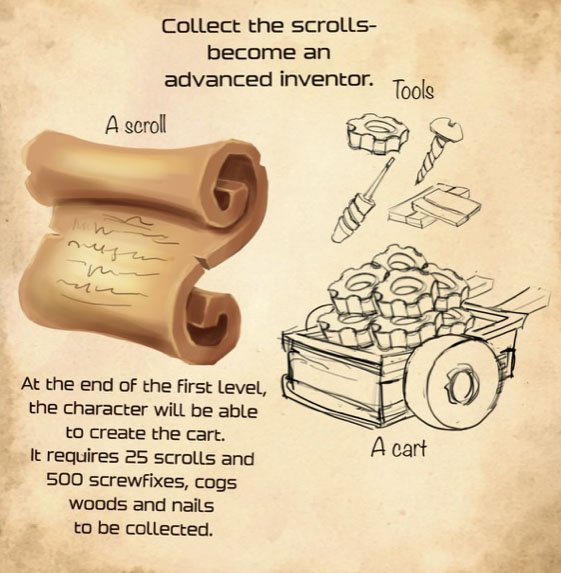 Collect the scrolls-
become an
advanced inventor.
Tools
A scroll
At the end of the first level,
the character will be able
to create the cart.
It requires 25 scrolls and
500 screwfixes, cogs
woods and nails
to be collected.
A cart